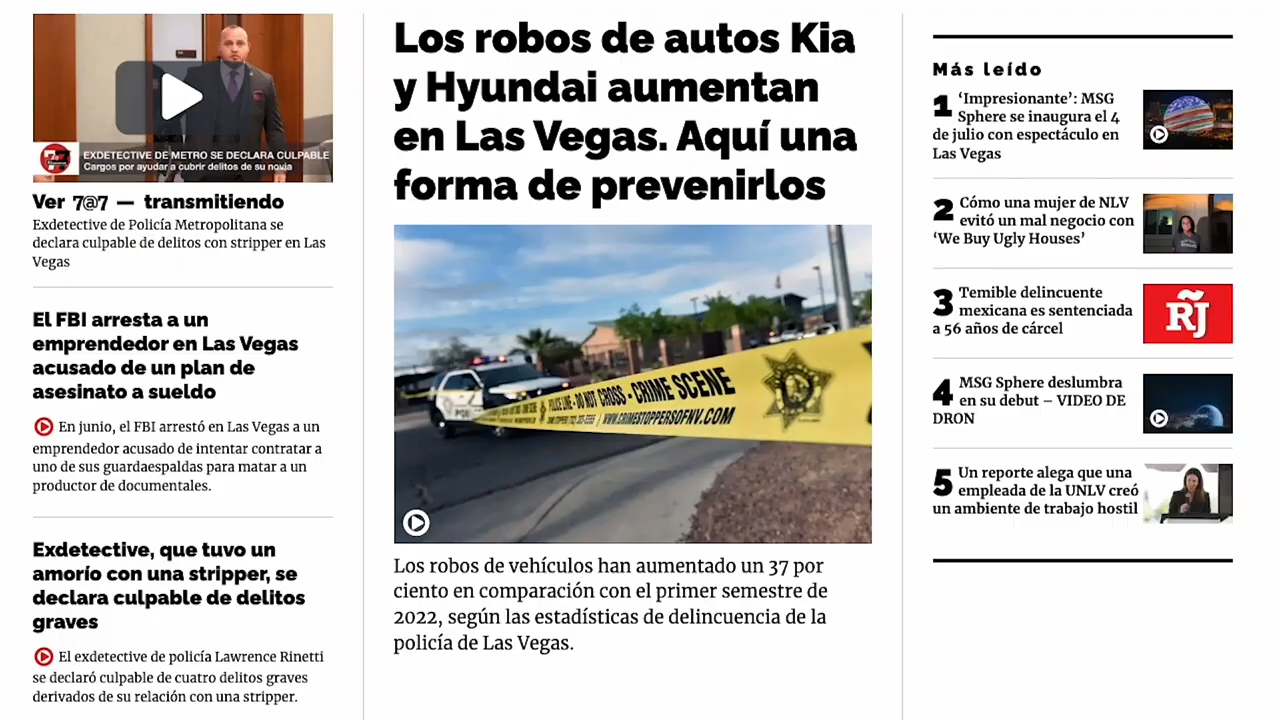 EXDETECTIVE DE METRO SE DECLARA CULPABLE
Cargos por ayudar a cubrir delitos de su novia
Ver 7@7 — transmitiendo
Exdetective de Policía Metropolitana se
declara culpable de delitos con stripper en Las
Vegas
El FBI arresta a un
emprendedor en Las Vegas
acusado de un plan de
asesinato a sueldo
En junio, el FBI arrestó en Las Vegas a un
emprendedor acusado de intentar contratar a
uno de sus guardaespaldas para matar a un
productor de documentales.
Exdetective, que tuvo un
amorío con una stripper, se
declara culpable de delitos
graves
El exdetective de policía Lawrence Rinetti
se declaró culpable de cuatro delitos graves
derivados de su relación con una stripper.
Los robos de autos Kia
y Hyundai aumentan
en Las Vegas. Aquí una
forma de prevenirlos
POLICE LINE - DO NOT CROSS - CRIME SCENE
WWW.CRIMESTOPPERSOFNV.COM
Los robos de vehículos han aumentado un 37 por
ciento en comparación con el primer semestre de
2022, según las estadísticas de delincuencia de la
policía de Las Vegas.
Más leído
1 ‘Impresionante’: MSG
Sphere se inaugura el 4
de julio con espectáculo en
Las Vegas
2 Cómo una mujer de NLV
evitó un mal negocio con
‘We Buy Ugly Houses’
3 Temible delincuente
mexicana es sentenciada
a 56 años de cárcel
RJ
4 MSG Sphere deslumbra
en su debut – VIDEO DE
DRON
5 Un reporte alega que una
empleada de la UNLV creó
un ambiente de trabajo hostil